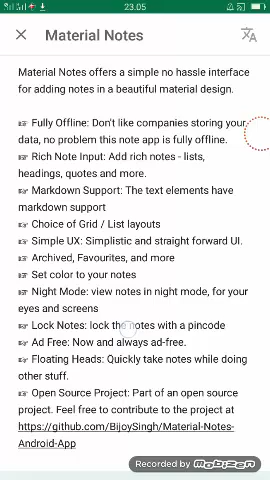 23.05
Material Notes
Material Notes offers a simple no hassle interface
for adding notes in a beautiful material design.
☞ Fully Offline: Don't like companies storing your
data, no problem this note app is fully offline.
☞ Rich Note Input: Add rich notes - lists,
headings, quotes and more.
☞ Markdown Support: The text elements have
markdown support
☞ Choice of Grid / List layouts
☞ Simple UX: Simplistic and straight forward UI.
☞ Archived, Favourites, and more
☞ Set color to your notes
☞ Night Mode: view notes in night mode, for your
eyes and screens
☞ Lock Notes: lock the notes with a pincode
☞ Ad Free: Now and always ad-free.
☞ Floating Heads: Quickly take notes while doing
other stuff.
☞ Open Source Project: Part of an open source
project. Feel free to contribute to the project at
https://github.com/BijoySingh/Material-Notes-
Android-App
Recorded by Mobizen